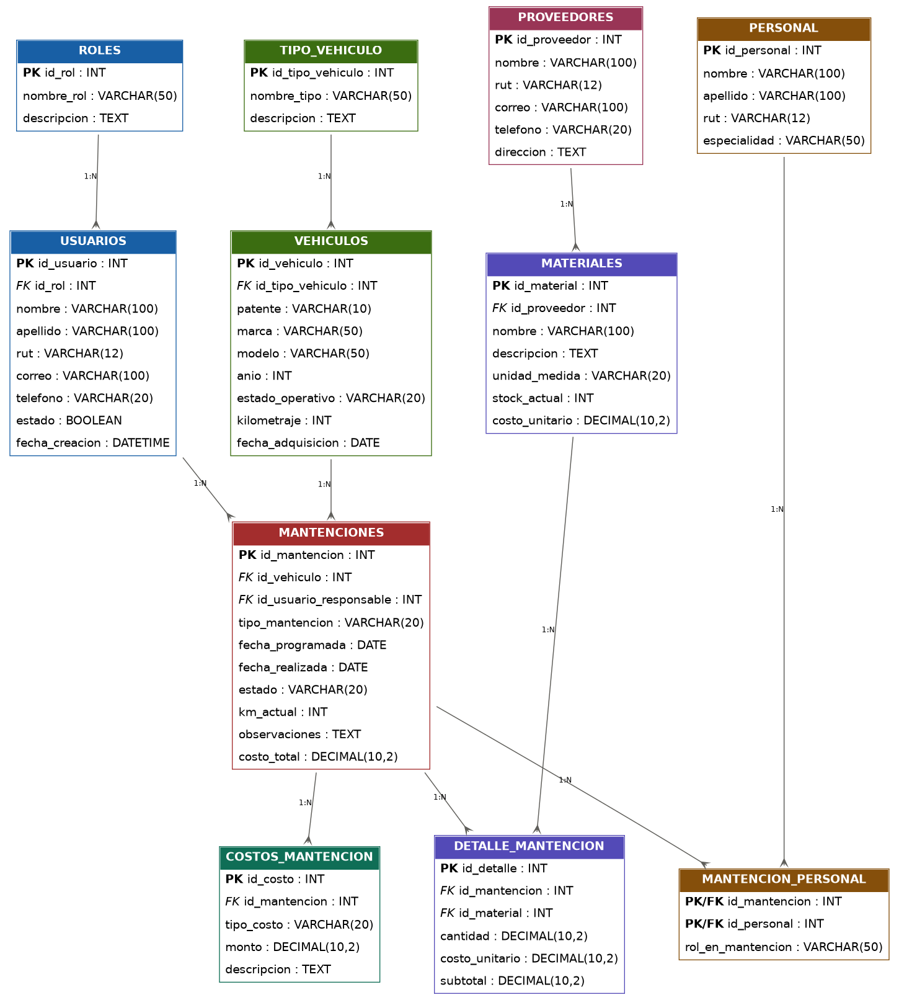 ROLES
PK id_rol : INT
nombre_rol : VARCHAR(50)
descripcion : TEXT
TIPO_VEHICULO
PK id_tipo_vehiculo : INT
nombre_tipo : VARCHAR(50)
descripcion : TEXT
PROVEEDORES
PK id_proveedor : INT
nombre : VARCHAR(100)
rut : VARCHAR(12)
correo : VARCHAR(100)
telefono : VARCHAR(20)
direccion : TEXT
PERSONAL
PK id_personal : INT
nombre : VARCHAR(100)
apellido : VARCHAR(100)
rut : VARCHAR(12)
especialidad : VARCHAR(50)
1:N
1:N
1:N
1:N
USUARIOS
PK id_usuario : INT
FK id_rol : INT
nombre : VARCHAR(100)
apellido : VARCHAR(100)
rut : VARCHAR(12)
correo : VARCHAR(100)
telefono : VARCHAR(20)
estado : BOOLEAN
fecha_creacion : DATETIME
VEHICULOS
PK id_vehiculo : INT
FK id_tipo_vehiculo : INT
patente : VARCHAR(10)
marca : VARCHAR(50)
modelo : VARCHAR(50)
anio : INT
estado_operativo : VARCHAR(20)
kilometraje : INT
fecha_adquisicion : DATE
MATERIALES
PK id_material : INT
FK id_proveedor : INT
nombre : VARCHAR(100)
descripcion : TEXT
unidad_medida : VARCHAR(20)
stock_actual : INT
costo_unitario : DECIMAL(10,2)
1:N
1:N
1:N
MANTENCIONES
PK id_mantencion : INT
FK id_vehiculo : INT
FK id_usuario_responsable : INT
tipo_mantencion : VARCHAR(20)
fecha_programada : DATE
fecha_realizada : DATE
estado : VARCHAR(20)
km_actual : INT
observaciones : TEXT
costo_total : DECIMAL(10,2)
1:N
1:N
1:N
COSTOS_MANTENCION
PK id_costo : INT
FK id_mantencion : INT
tipo_costo : VARCHAR(20)
monto : DECIMAL(10,2)
descripcion : TEXT
DETALLE_MANTENCION
PK id_detalle : INT
FK id_mantencion : INT
FK id_material : INT
cantidad : DECIMAL(10,2)
costo_unitario : DECIMAL(10,2)
subtotal : DECIMAL(10,2)
MANTENCION_PERSONAL
PK/FK id_mantencion : INT
PK/FK id_personal : INT
rol_en_mantencion : VARCHAR(50)